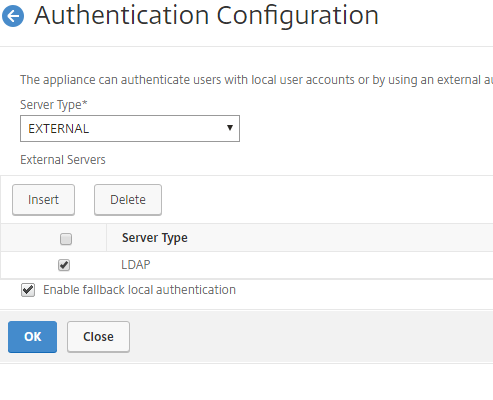 Authentication Configuration
The appliance can authenticate users with local user accounts or by using an external
Server Type*
EXTERNAL
External Servers
Insert Delete
Server Type
LDAP
Enable fallback local authentication
OK Close